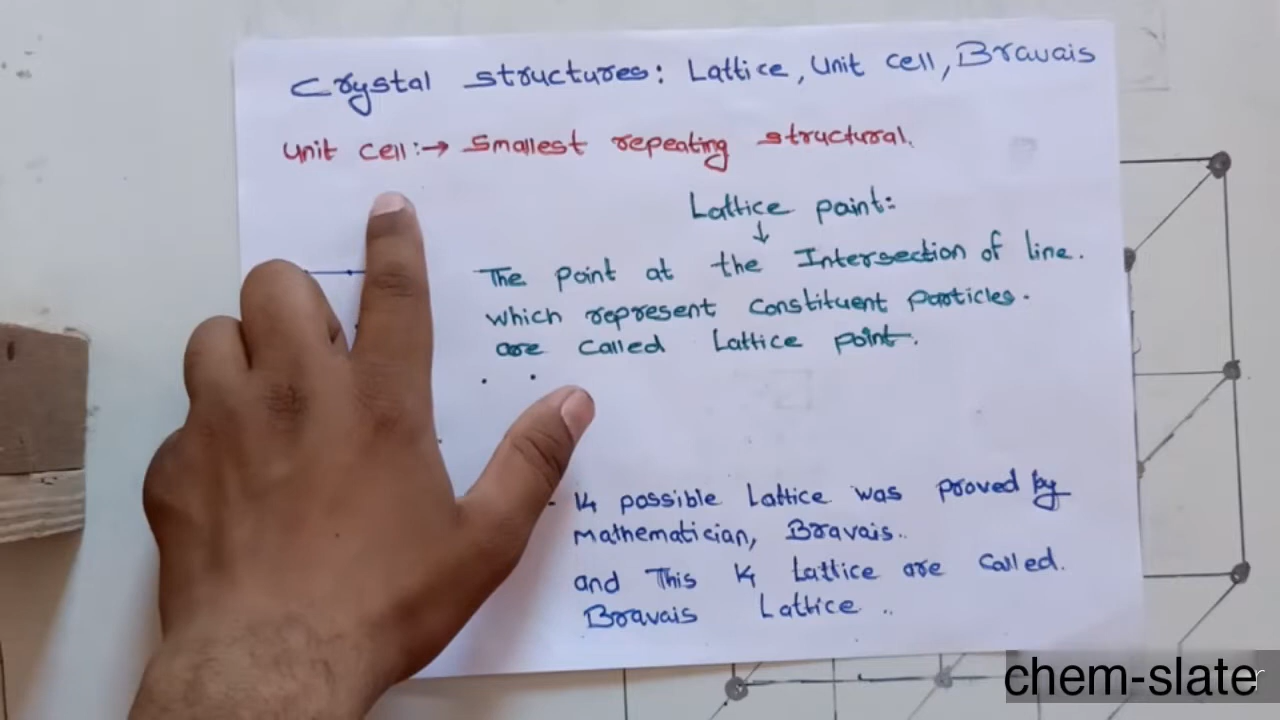 Crystal structures: Lattice, Unit cell, Bravais
Unit cell:→ Smallest repeating structural.
Lattice point:
↓
The point at the Intersection of line.
which represent constituent particles.
are called Lattice point.
14 possible Lattice was proved by
Mathematician, Bravais..
and This 14 Lattice are called.
Bravais Lattice ..
chem-slate